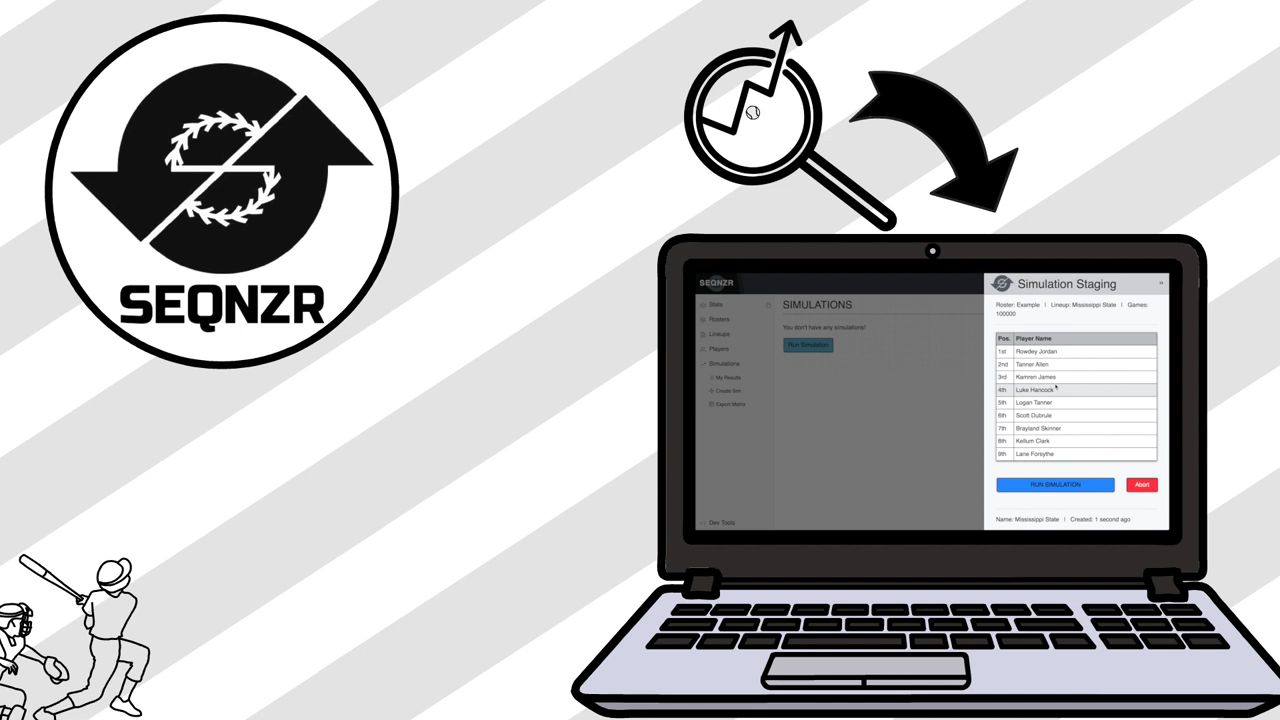 SEQNZR
SEQNZR
Stats
Rosters
Lineups
Players
Simulations
My Results
Create Sim
Export Matrix
Dev Tools
SIMULATIONS
You don't have any simulations!
Run Simulation
Simulation Staging
Roster: Example | Lineup: Mississippi State | Games:
100000
Pos. Player Name
1st Rowdey Jordan
2nd Tanner Allen
3rd Kamren James
4th Luke Hancock
5th Logan Tanner
6th Scott Dubrule
7th Brayland Skinner
8th Kellum Clark
9th Lane Forsythe
RUN SIMULATION Abort
Name: Mississippi State | Created: 1 second ago